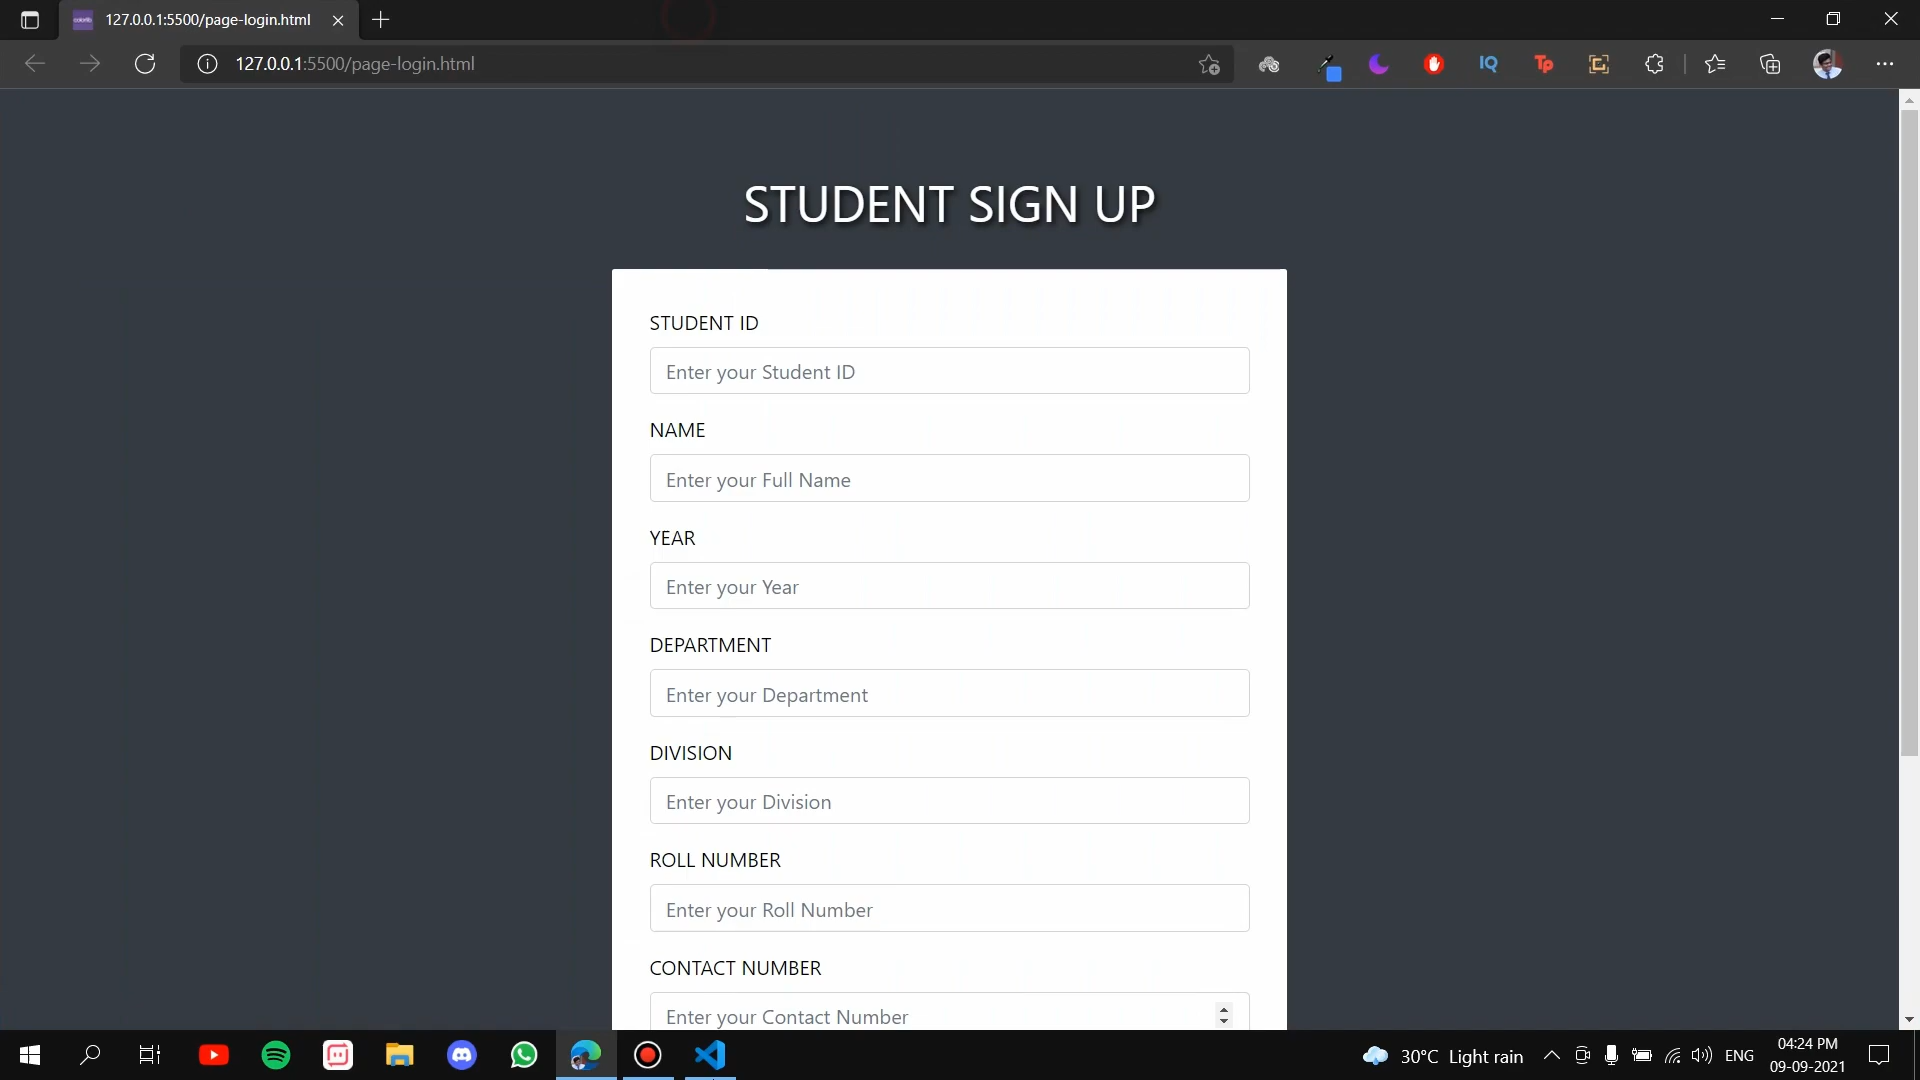 127.0.0.1:5500/page-login.html
127.0.0.1:5500/page-login.html
IQ
Tp
STUDENT SIGN UP
STUDENT ID
Enter your Student ID
NAME
Enter your Full Name
YEAR
Enter your Year
DEPARTMENT
Enter your Department
DIVISION
Enter your Division
ROLL NUMBER
Enter your Roll Number
CONTACT NUMBER
Enter your Contact Number
30°C Light rain
ENG
04:24 PM
09-09-2021